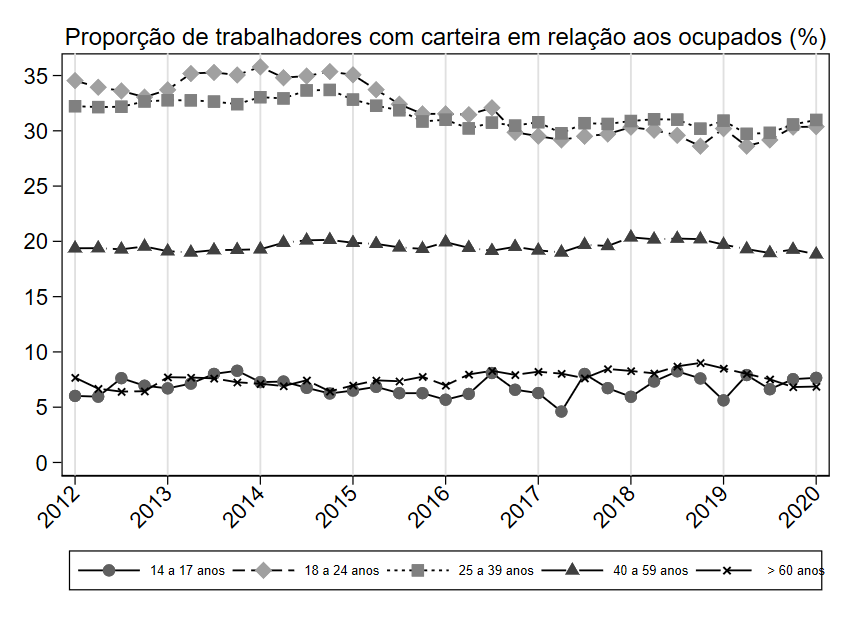 Proporção de trabalhadores com carteira em relação aos ocupados (%)
35
30
25
20
15
10
5
0
2012 2013 2014 2015 2016 2017 2018 2019 2020
14 a 17 anos 18 a 24 anos 25 a 39 anos 40 a 59 anos > 60 anos